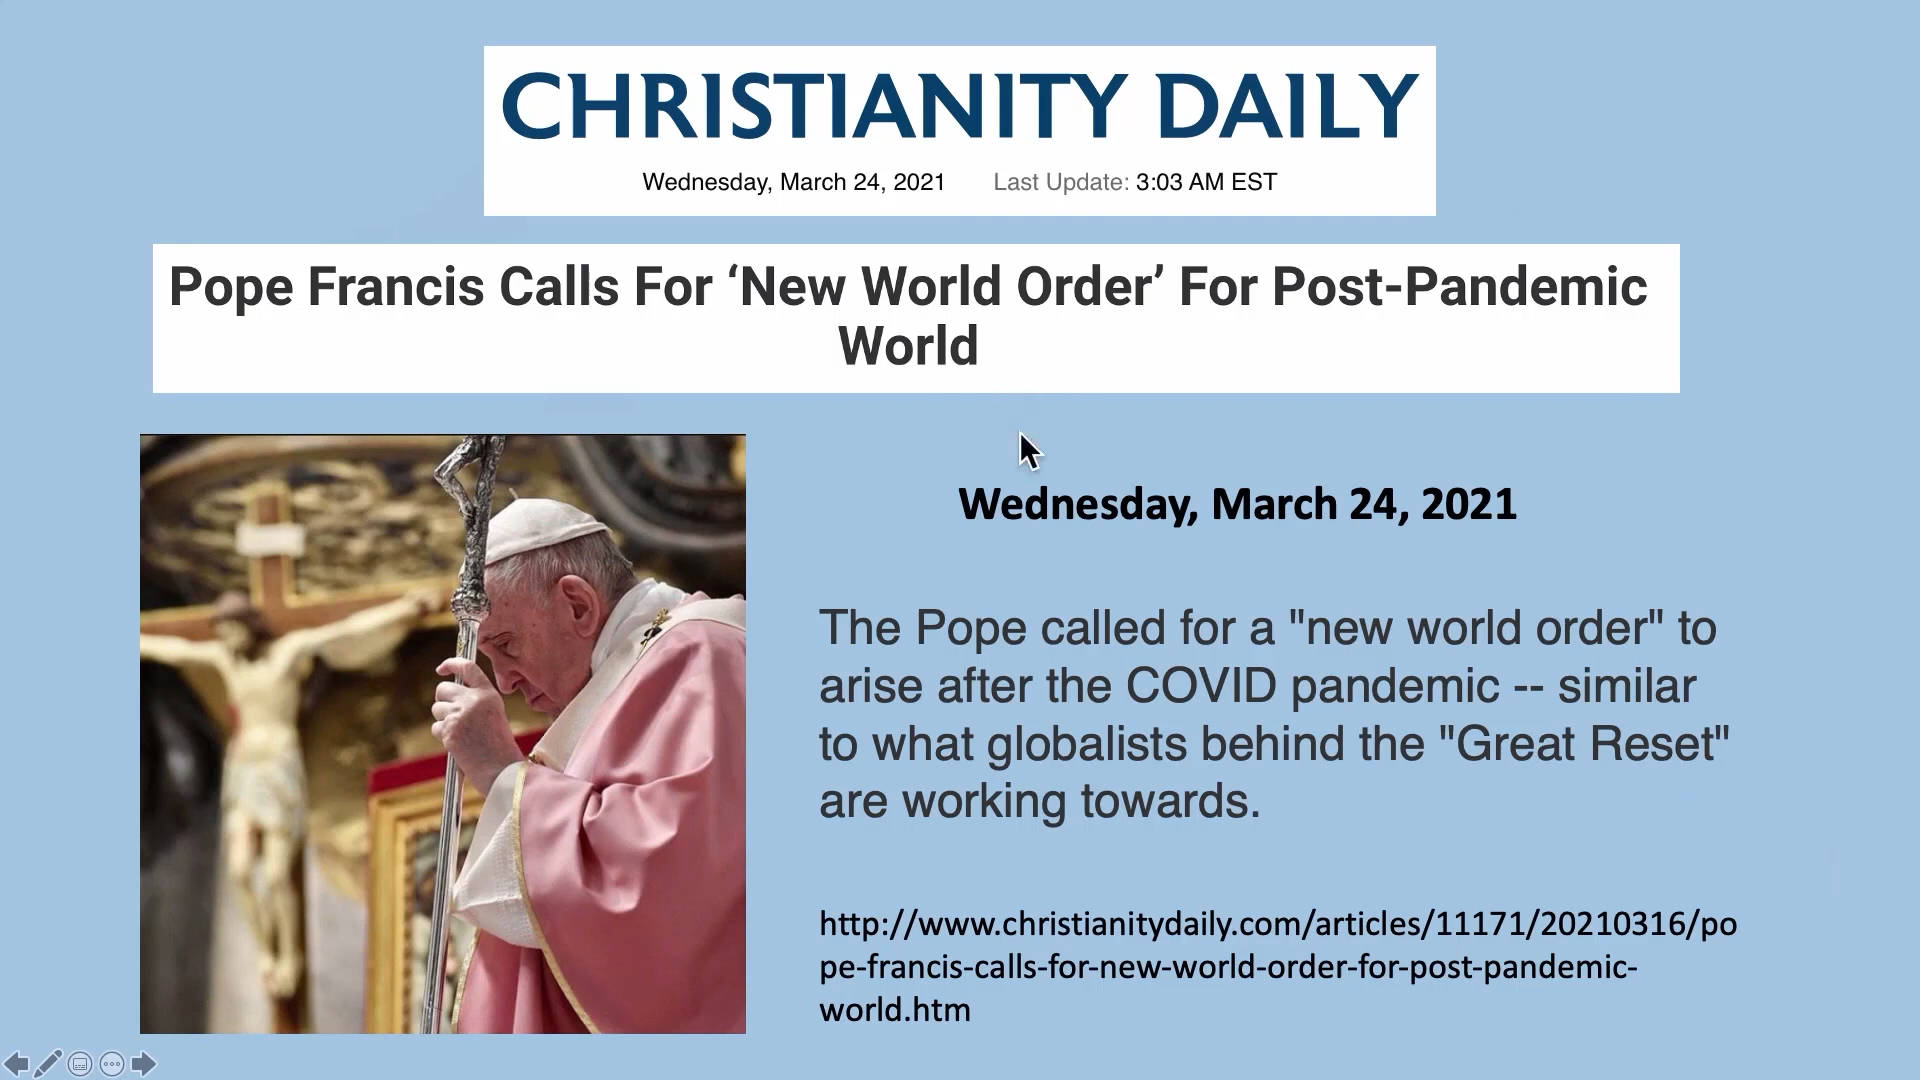 CHRISTIANITY DAILY
Wednesday, March 24, 2021 Last Update: 3:03 AM EST
Pope Francis Calls For ‘New World Order’ For Post-Pandemic
World
Wednesday, March 24, 2021
The Pope called for a "new world order" to
arise after the COVID pandemic -- similar
to what globalists behind the "Great Reset"
are working towards.
http://www.christianitydaily.com/articles/11171/20210316/po
pe-francis-calls-for-new-world-order-for-post-pandemic-
world.htm